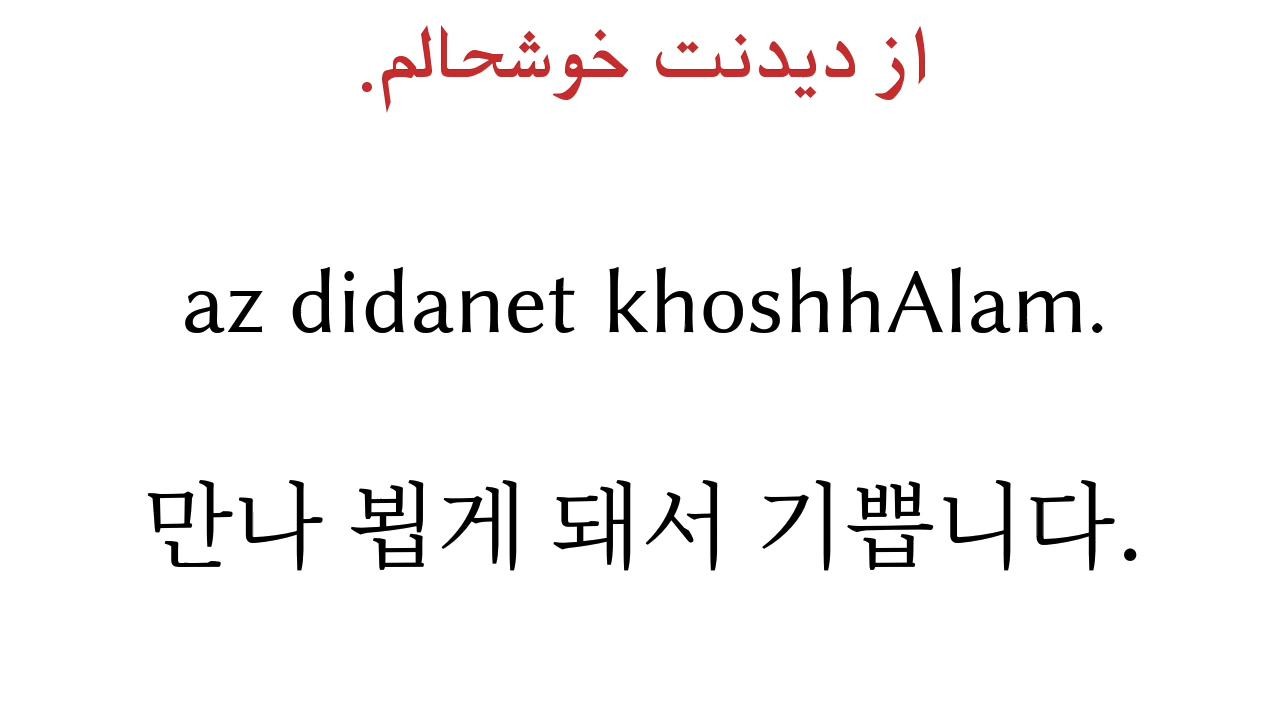 از دیدنت خوشحالم.
az didanet khoshhAlam.
만나 뵙게 돼서 기쁩니다.